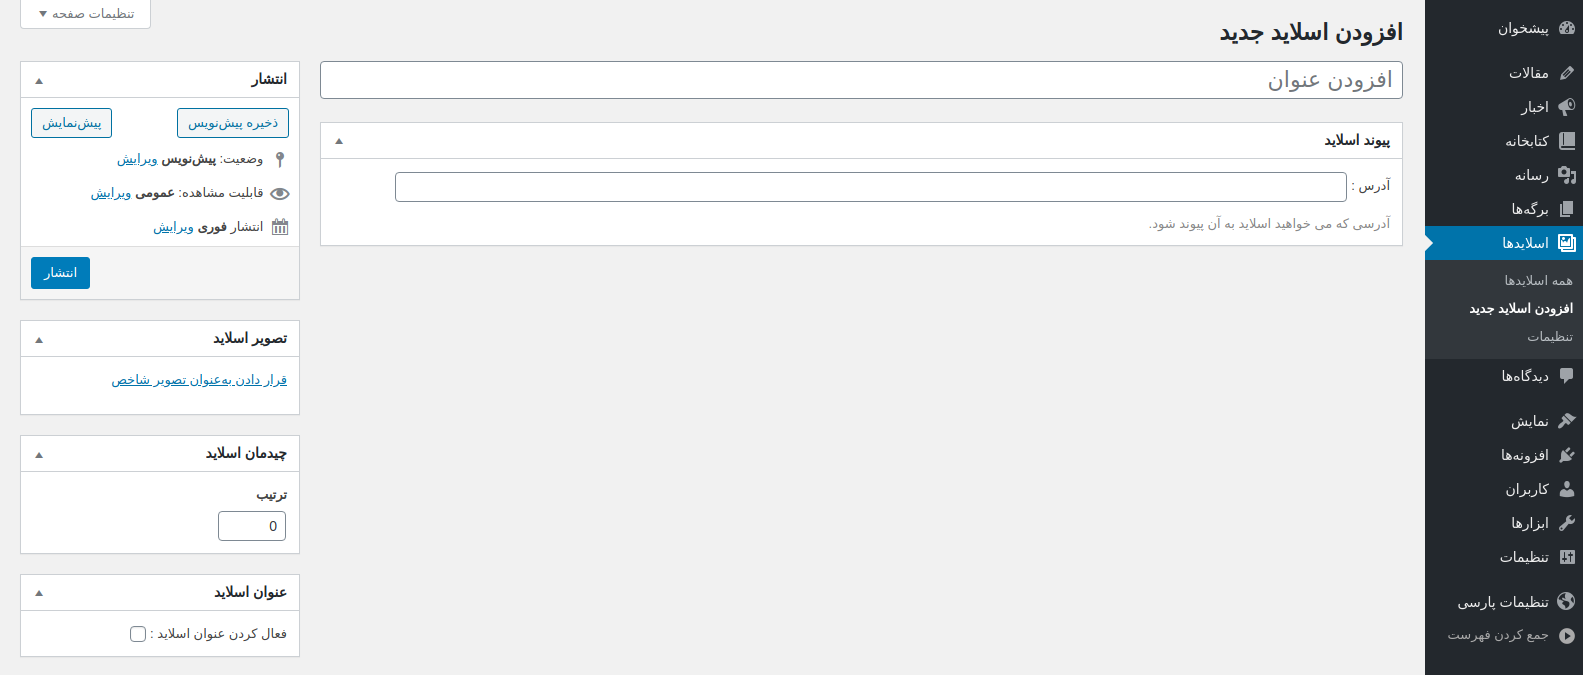 تنظیمات صفحه
افزودن اسلاید جدید
افزودن عنوان
پیوند اسلاید
آدرس :
آدرسی که می خواهید اسلاید به آن پیوند شود.
انتشار
ذخیره پیش‌نویس
پیش‌نمایش
وضعیت: پیش‌نویس ویرایش
قابلیت مشاهده: عمومی ویرایش
انتشار فوری ویرایش
انتشار
تصویر اسلاید
قرار دادن به‌عنوان تصویر شاخص
چیدمان اسلاید
ترتیب
0
عنوان اسلاید
فعال کردن عنوان اسلاید :
پیشخوان
مقالات
اخبار
کتابخانه
رسانه
برگه‌ها
اسلایدها
همه اسلایدها
افزودن اسلاید جدید
تنظیمات
دیدگاه‌ها
نمایش
افزونه‌ها
کاربران
ابزارها
تنظیمات
تنظیمات پارسی
جمع کردن فهرست